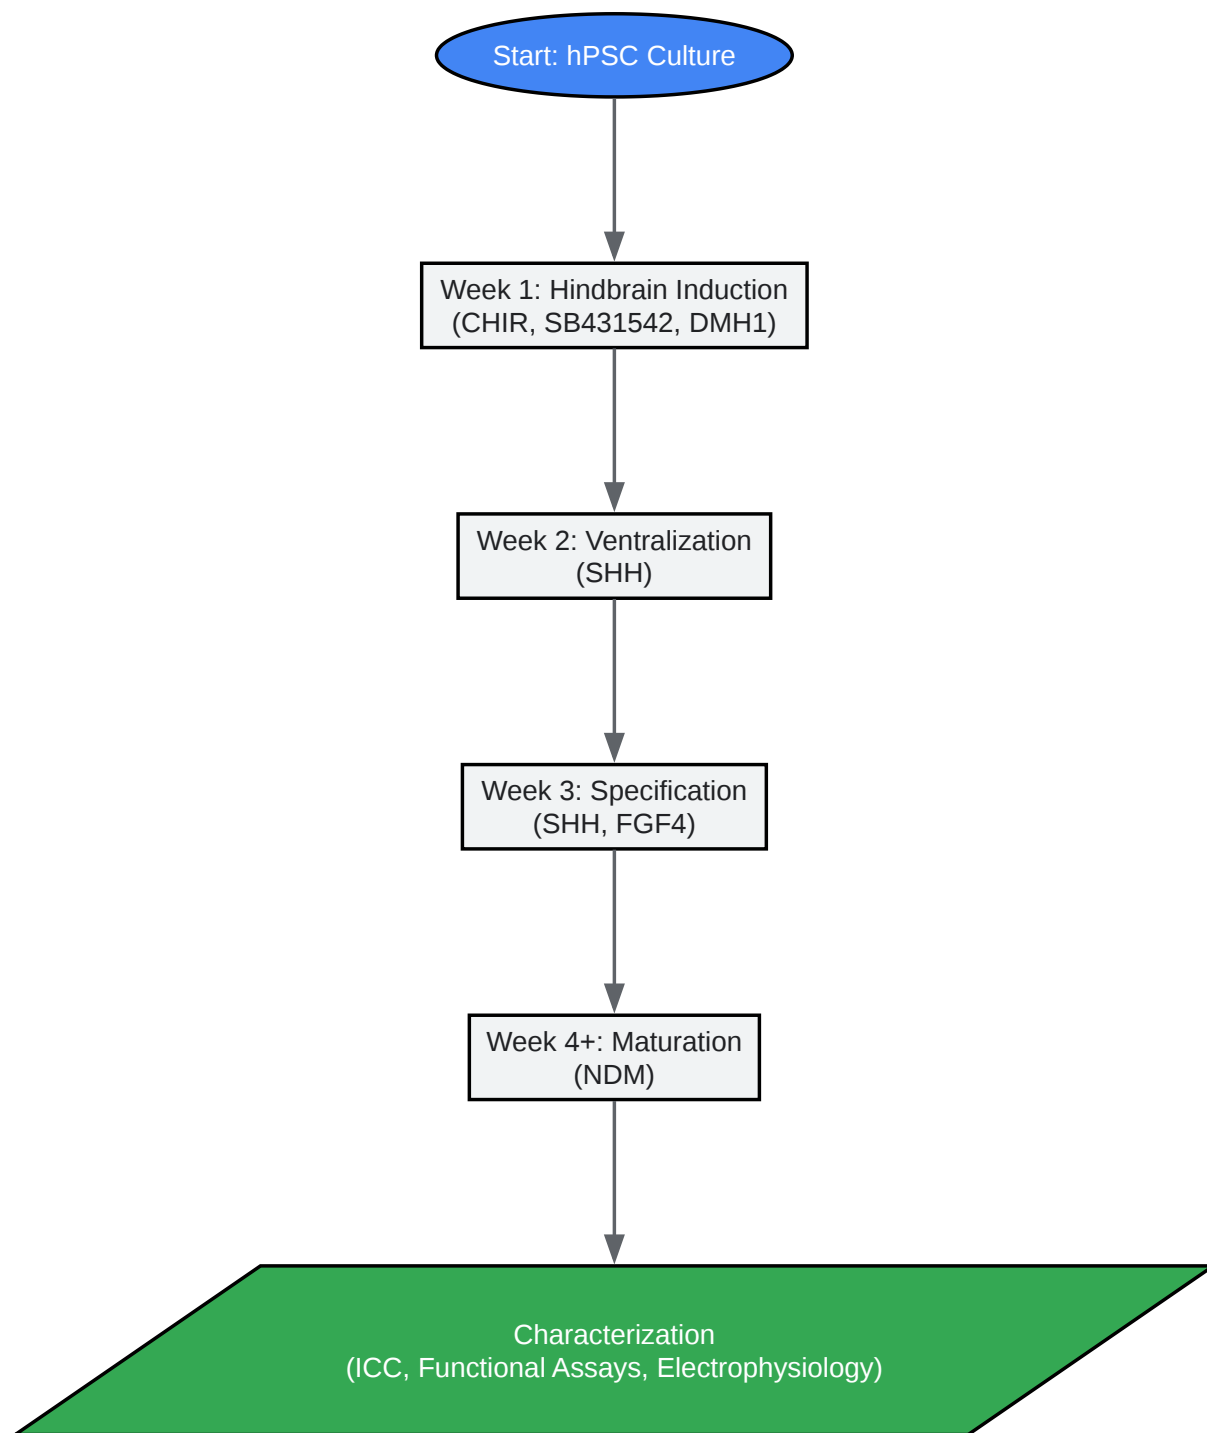 Start: hPSC Culture
Week 1: Hindbrain Induction
(CHIR, SB431542, DMH1)
Week 2: Ventralization
(SHH)
Week 3: Specification
(SHH, FGF4)
Week 4+: Maturation
(NDM)
Characterization
(ICC, Functional Assays, Electrophysiology)